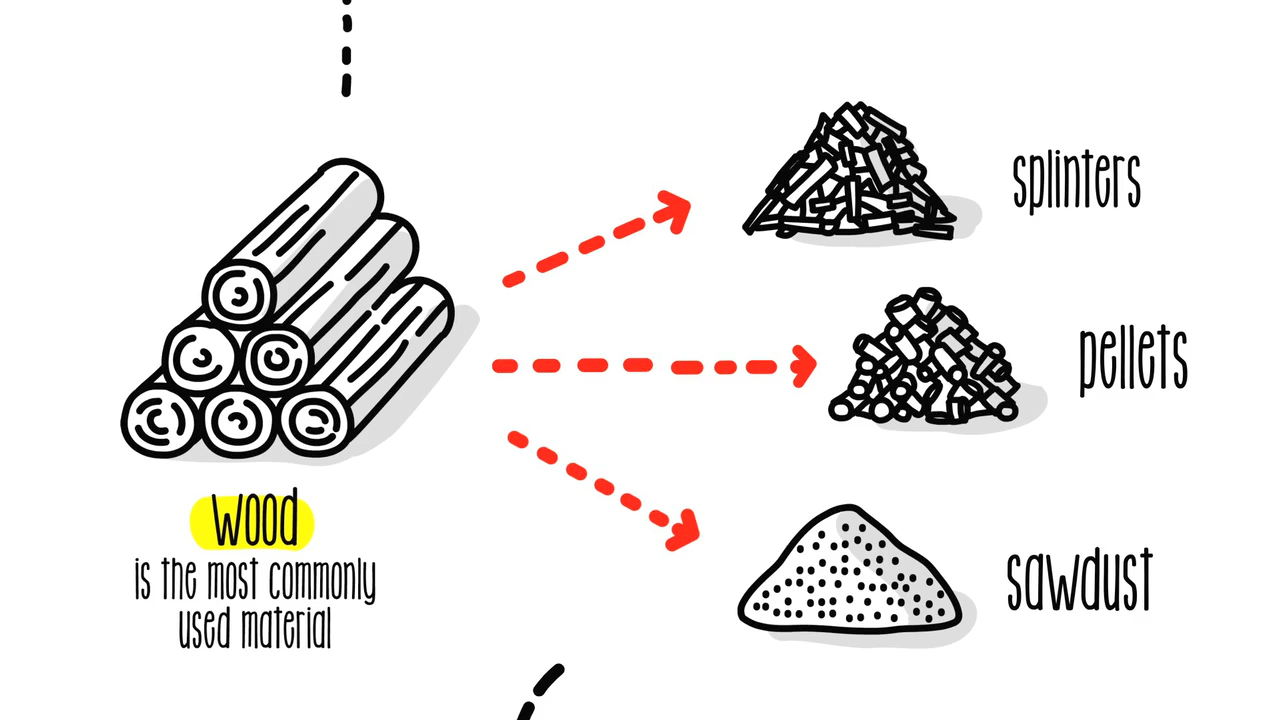 splinters
pellets
wood
is the most commonly
used material
sawdust